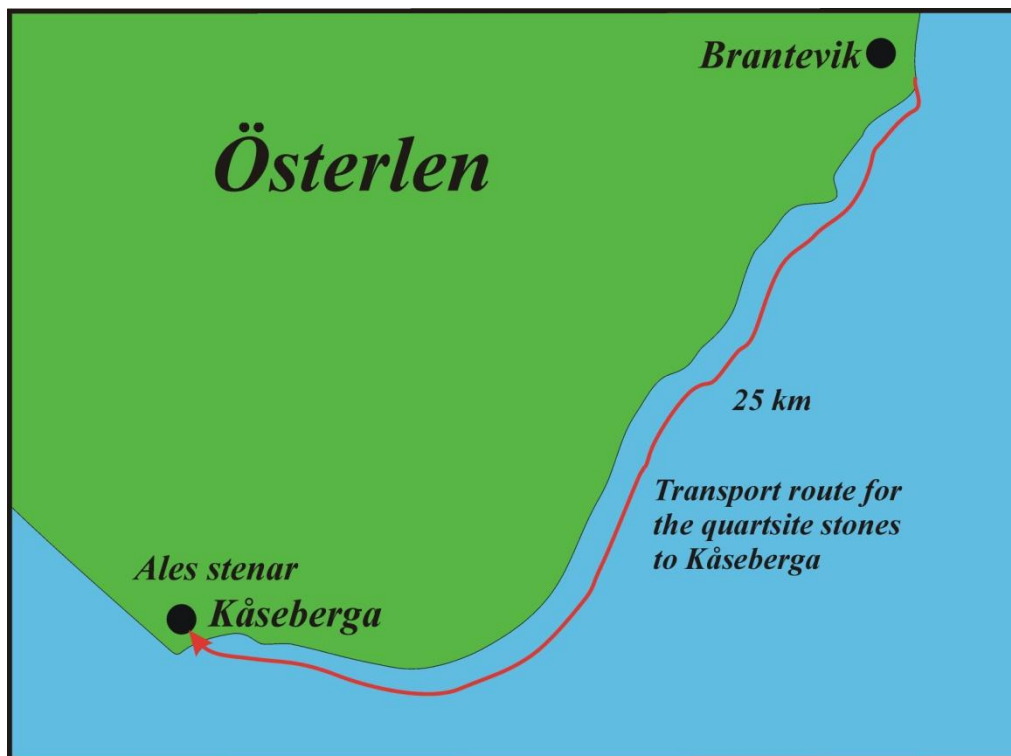 Brantevik
Österlen
25 km
Transport route for
the quartsite stones
to Kåseberga
Ales stenar
Kåseberga